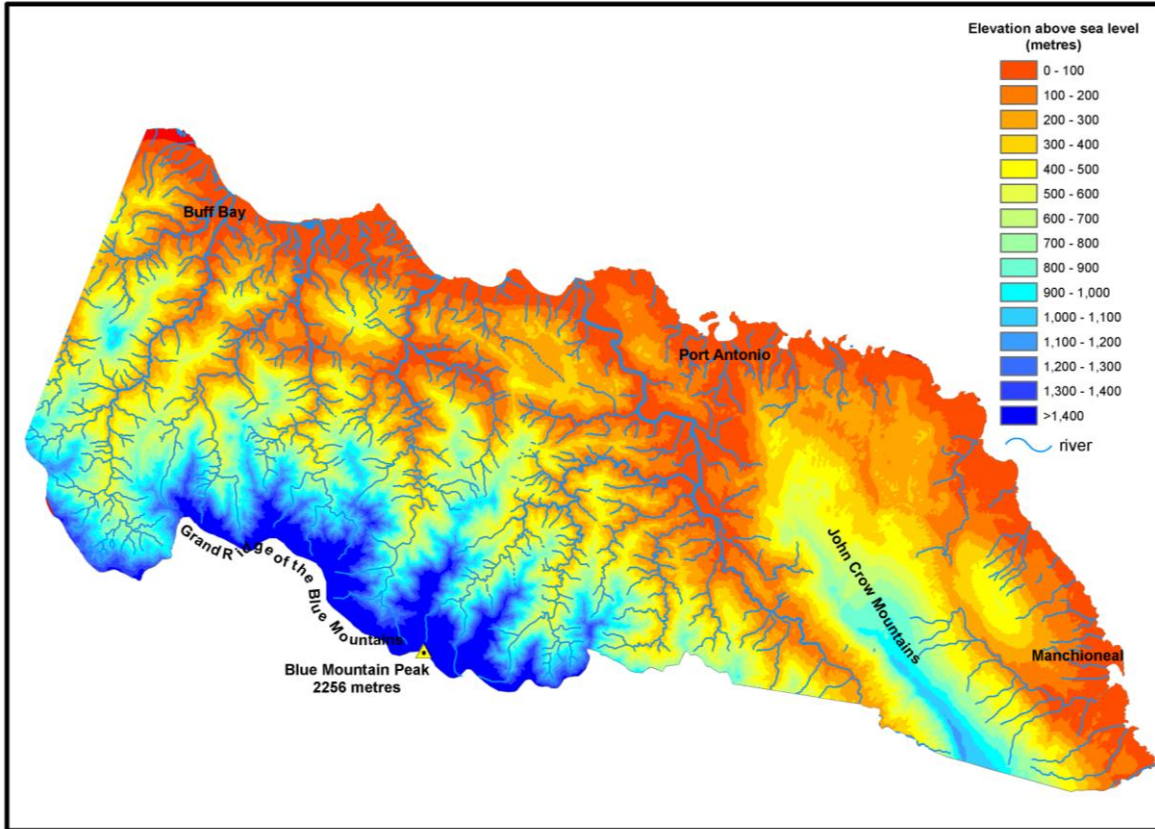 Elevation above sea level
(metres)
0 - 100
100 - 200
200 - 300
300 - 400
400 - 500
500 - 600
600 - 700
700 - 800
800 - 900
900 - 1,000
1,000 - 1,100
1,100 - 1,200
1,200 - 1,300
1,300 - 1,400
>1,400
river
Buff Bay
Port Antonio
John Crow Mountains
Grand Ridge of the Blue Mountains
Manchioneal
Blue Mountain Peak
2256 metres